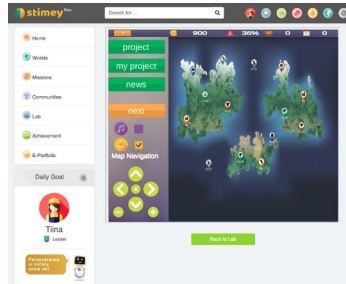 stimey Beta
Search for ...
Home
Worlds
Missions
Communities
Lab
Achievement
E-Portfolio
Daily Goal
Tiina
Leader
Perseverance
is victory
900
36%
0
0
project
my project
news
next
Map Navigation
Back to Lab